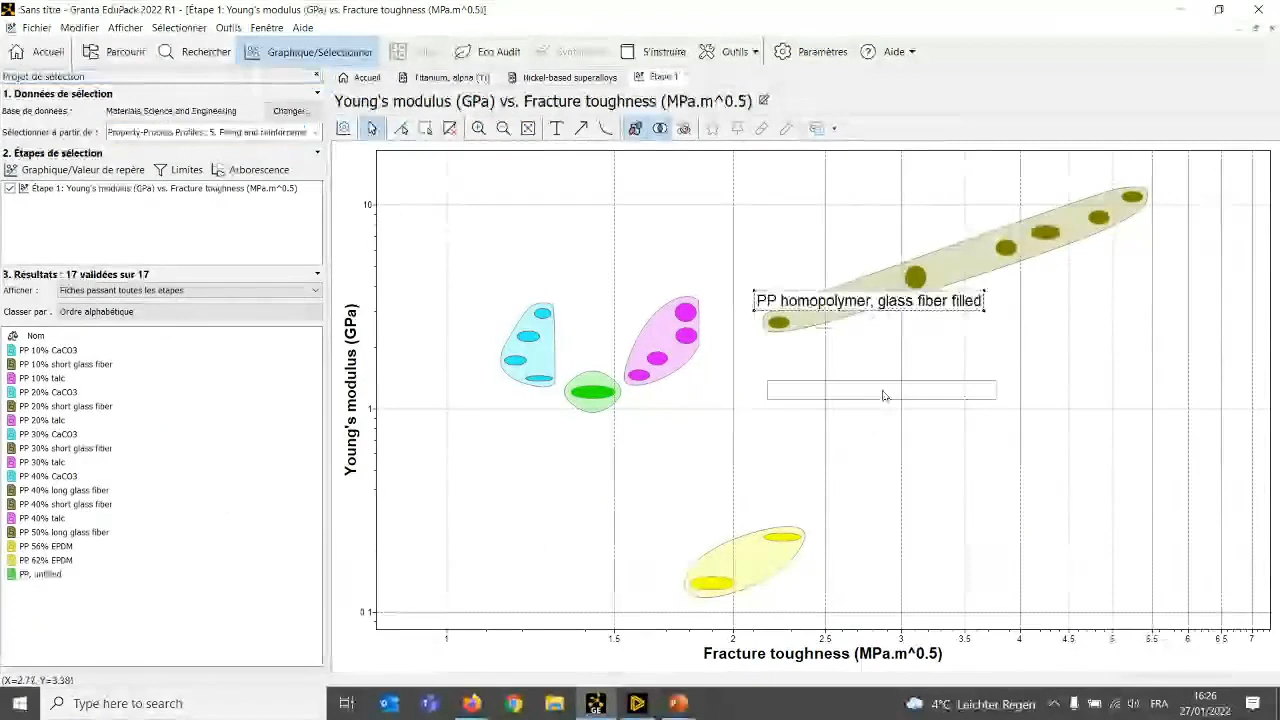 Sans titre - Granta EduPack 2022 R1 - [Étape 1: Young's modulus (GPa) vs. Fracture toughness (MPa.m^0.5)]
Fichier Modifier Afficher Sélectionner Outils Fenêtre Aide
Accueil Parcourir Rechercher Graphique/Sélectionner Eco Audit S'instruire Outils Paramètres Aide
Projet de sélection
Accueil Titanium, alpha (Ti) Nickel-based superalloys Étape 1
1. Données de sélection
Base de données : Materials Science and Engineering Changer...
Sélectionner à partir de : Property-Process Profiles: 5. Filling and reinforceme
2. Étapes de sélection
Graphique/Valeur de repère Limites Arborescence
Étape 1: Young's modulus (GPa) vs. Fracture toughness (MPa.m^0.5)
3. Résultats : 17 validées sur 17
Afficher : Fiches passant toutes les étapes
Classer par : Ordre alphabétique
Nom
PP 10% CaCO3
PP 10% short glass fiber
PP 10% talc
PP 20% CaCO3
PP 20% short glass fiber
PP 20% talc
PP 30% CaCO3
PP 30% short glass fiber
PP 30% talc
PP 40% CaCO3
PP 40% long glass fiber
PP 40% short glass fiber
PP 40% talc
PP 50% long glass fiber
PP 56% EPDM
PP 62% EPDM
PP, unfilled
Young's modulus (GPa) vs. Fracture toughness (MPa.m^0.5)
Young's modulus (GPa)
10
1
0.1
PP homopolymer, glass fiber filled
1 1.5 2 2.5 3 3.5 4 4.5 5 5.5 6 6.5 7
Fracture toughness (MPa.m^0.5)
(X=2.77, Y=3.38)
Type here to search
4°C Leichter Regen
FRA
16:26
27/01/2022